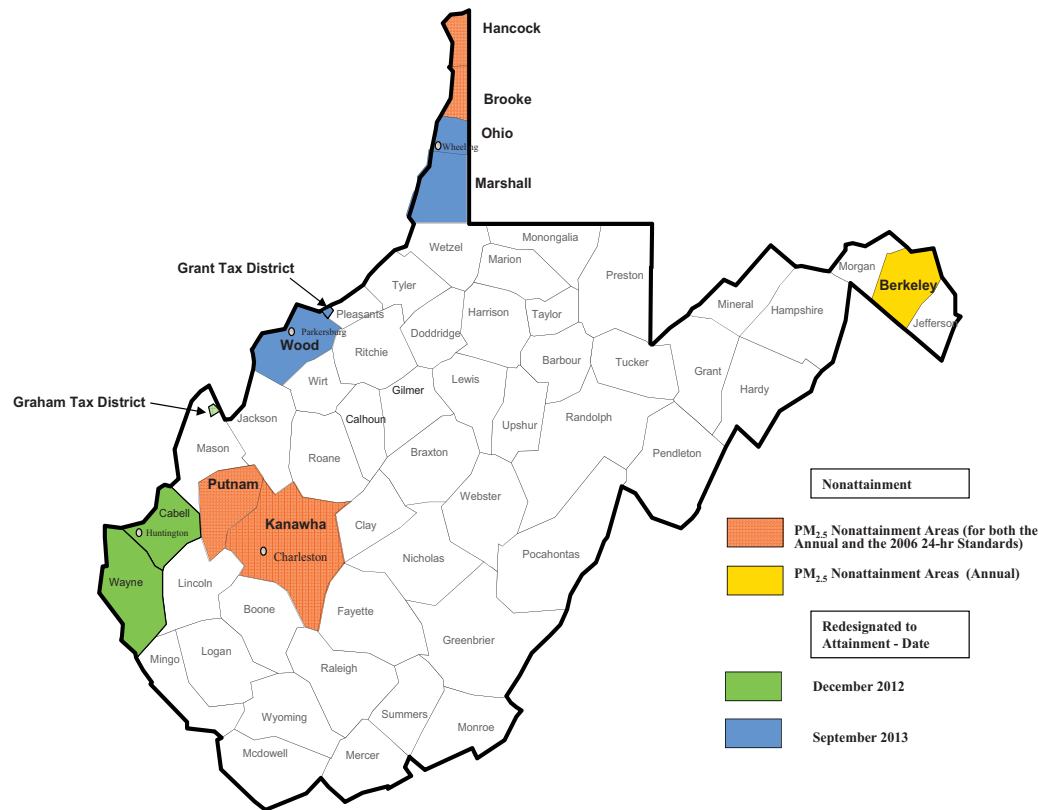 Hancock
Brooke
Ohio
Wheeling
Marshall
Wetzel
Monongalia
Marion
Preston
Grant Tax District
Tyler
Pleasants
Harrison
Taylor
Doddridge
Parkersburg
Wood
Ritchie
Barbour
Tucker
Mineral
Hampshire
Morgan
Berkeley
Jefferson
Grant
Hardy
Wirt
Gilmer
Lewis
Graham Tax District
Jackson
Calhoun
Upshur
Randolph
Mason
Roane
Braxton
Pendleton
Putnam
Webster
Cabell
Huntington
Kanawha
Charleston
Clay
Nicholas
Pocahontas
Wayne
Lincoln
Boone
Fayette
Greenbrier
Mingo
Logan
Raleigh
Wyoming
Summers
Monroe
Mcdowell
Mercer
Nonattainment
PM2.5 Nonattainment Areas (for both the
Annual and the 2006 24-hr Standards)
PM2.5 Nonattainment Areas (Annual)
Redesignated to
Attainment - Date
December 2012
September 2013